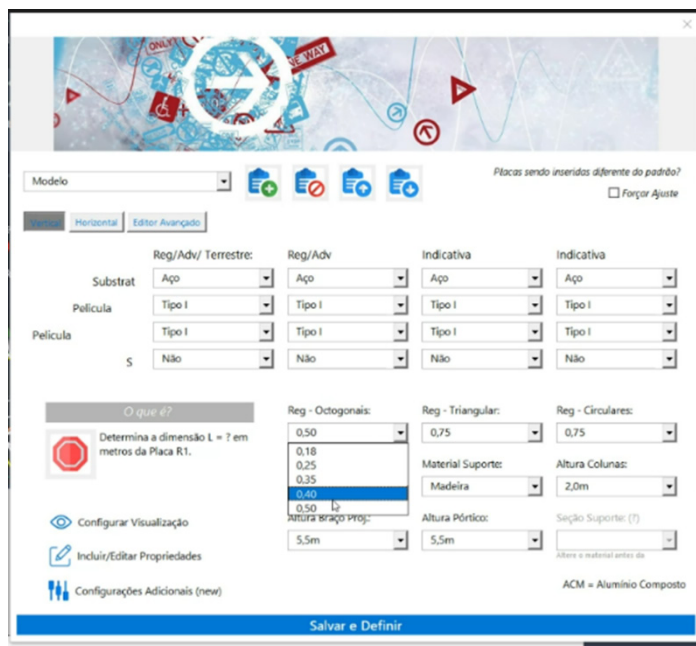 ONLY
NE WAY
Modelo
Placas sendo inseridas diferente do padrão?
Forçar Ajuste
Vertical Horizontal Editor Avançado
Reg/Adv/ Terrestre: Reg/Adv Indicativa Indicativa
Substrat Aço Aço Aço Aço
Pelicula Tipo I Tipo I Tipo I Tipo I
Pelicula Tipo I Tipo I Tipo I Tipo I
S Não Não Não Não
O que é? Reg - Octogonais: Reg - Triangular: Reg - Circulares:
Determina a dimensão L = ? em
metros da Placa R1.
0,50 0,75 0,75
0,18
0,25
0,35
0,40
0,50
Material Suporte: Altura Colunas:
Madeira 2,0m
Configurar Visualização
Altura Braço Proj.: Altura Pórtico: Seção Suporte: (?)
5,5m 5,5m
Incluir/Editar Propriedades
Altere o material antes da
Configurações Adicionais (new)
ACM = Alumínio Composto
Salvar e Definir